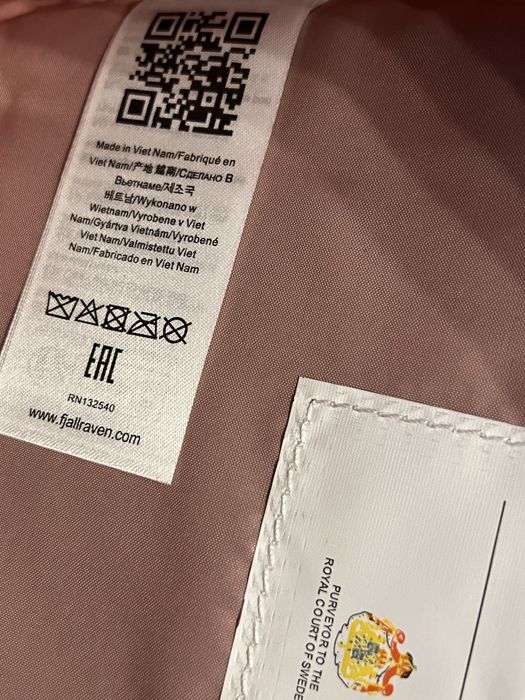 Made in Viet Nam/Fabriqué en
Viet Nam/产地 越南/Сделано в
Вьетнаме/제조국
베트남/Wykonano w
Wietnam/Vyrobene v Viet
Nam/Gyártva Vietnám/Vyrobené
Viet Nam/Valmistettu Viet
Nam/Fabricado en Viet Nam
EAC
RN132540
www.fjallraven.com
PURVEYOR TO THE
ROYAL COURT OF SWEDE